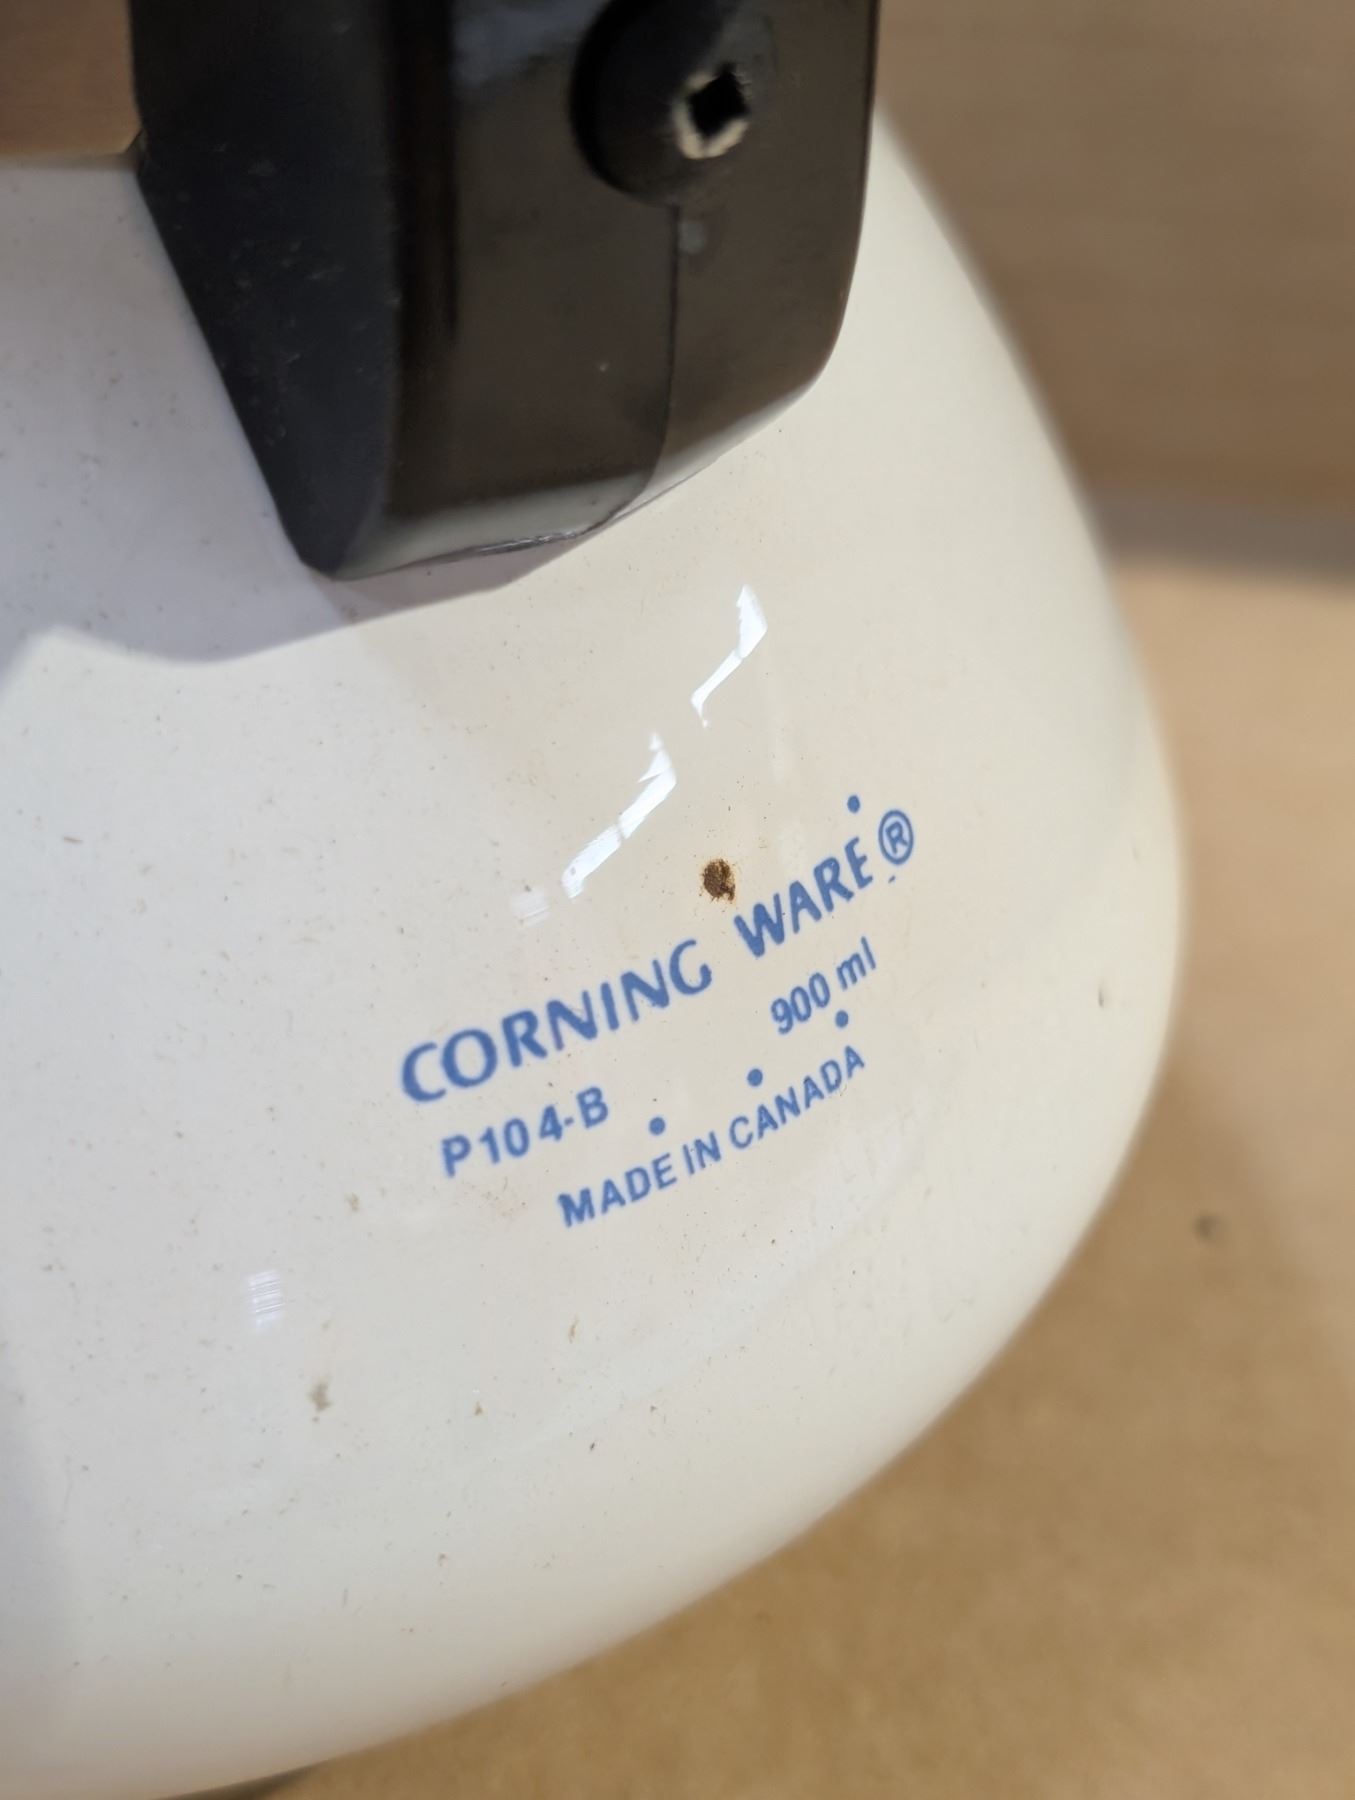 CORNING WARE®
P104-B 900 ml
MADE IN CANADA